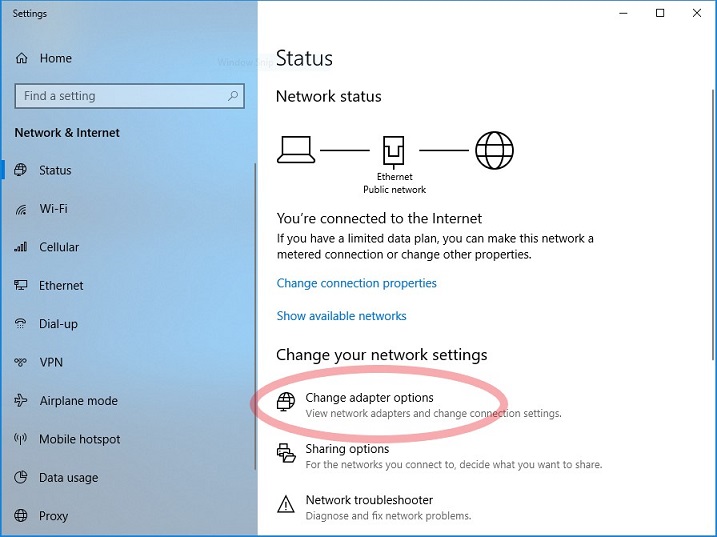 Settings
Home
Find a setting
Network & Internet
Status
Wi-Fi
Cellular
Ethernet
Dial-up
VPN
Airplane mode
Mobile hotspot
Data usage
Proxy
Status
Network status
Ethernet
Public network
You're connected to the Internet
If you have a limited data plan, you can make this network a
metered connection or change other properties.
Change connection properties
Show available networks
Change your network settings
Change adapter options
View network adapters and change connection settings.
Sharing options
For the networks you connect to, decide what you want to share.
Network troubleshooter
Diagnose and fix network problems.